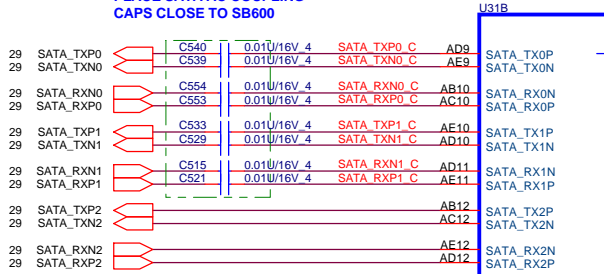 CAPS CLOSE TO SB600
U31B
29 SATA_TXP0 C540 0.01U/16V_4 SATA_TXP0_C AD9 SATA_TX0P
29 SATA_TXN0 C539 0.01U/16V_4 SATA_TXN0_C AE9 SATA_TX0N
29 SATA_RXN0 C554 0.01U/16V_4 SATA_RXN0_C AB10 SATA_RX0N
29 SATA_RXP0 C553 0.01U/16V_4 SATA_RXP0_C AC10 SATA_RX0P
29 SATA_TXP1 C533 0.01U/16V_4 SATA_TXP1_C AE10 SATA_TX1P
29 SATA_TXN1 C529 0.01U/16V_4 SATA_TXN1_C AD10 SATA_TX1N
29 SATA_RXN1 C515 0.01U/16V_4 SATA_RXN1_C AD11 SATA_RX1N
29 SATA_RXP1 C521 0.01U/16V_4 SATA_RXP1_C AE11 SATA_RX1P
29 SATA_TXP2 AB12 SATA_TX2P
29 SATA_TXN2 AC12 SATA_TX2N
29 SATA_RXN2 AE12 SATA_RX2N
29 SATA_RXP2 AD12 SATA_RX2P